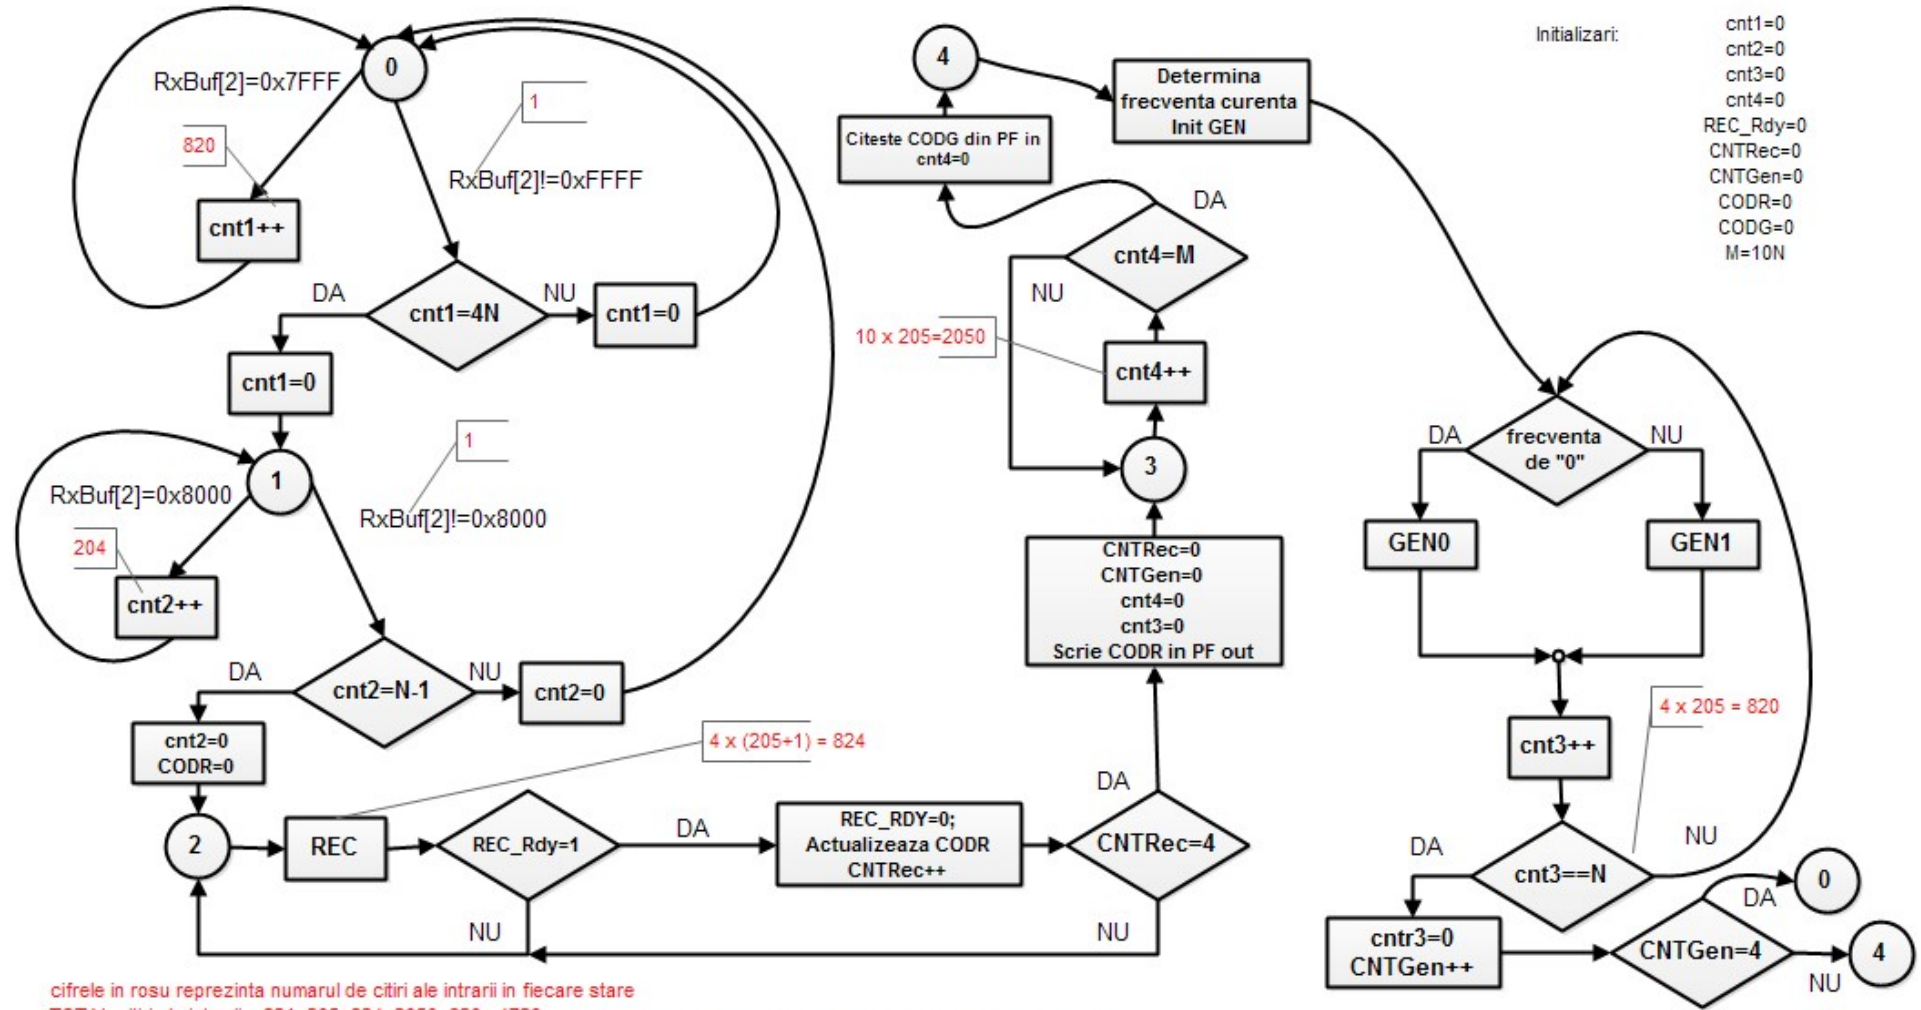 0
RxBuf[2]=0x7FFF
820
cnt1++
1
RxBuf[2]!=0xFFFF
DA
cnt1=4N
NU
cnt1=0
cnt1=0
1
RxBuf[2]=0x8000
204
cnt2++
1
RxBuf[2]!=0x8000
DA
cnt2=N-1
NU
cnt2=0
cnt2=0
CODR=0
2
REC
4 x (205+1) = 824
REC_Rdy=1
DA
NU
REC_RDY=0;
Actualizeaza CODR
CNTRec++
CNTRec=4
DA
NU
CNTRec=0
CNTGen=0
cnt4=0
cnt3=0
Scrie CODR in PF out
3
cnt4++
10 x 205=2050
cnt4=M
NU
DA
Citeste CODG din PF in
cnt4=0
4
Determina
frecventa curenta
Init GEN
Initializari:
cnt1=0
cnt2=0
cnt3=0
cnt4=0
REC_Rdy=0
CNTRec=0
CNTGen=0
CODR=0
CODG=0
M=10N
frecventa
de "0"
DA
NU
GEN0
GEN1
cnt3++
4 x 205 = 820
cnt3==N
DA
NU
cntr3=0
CNTGen++
CNTGen=4
DA
0
NU
4
cifrele in rosu reprezinta numarul de citiri ale intrarii in fiecare stare